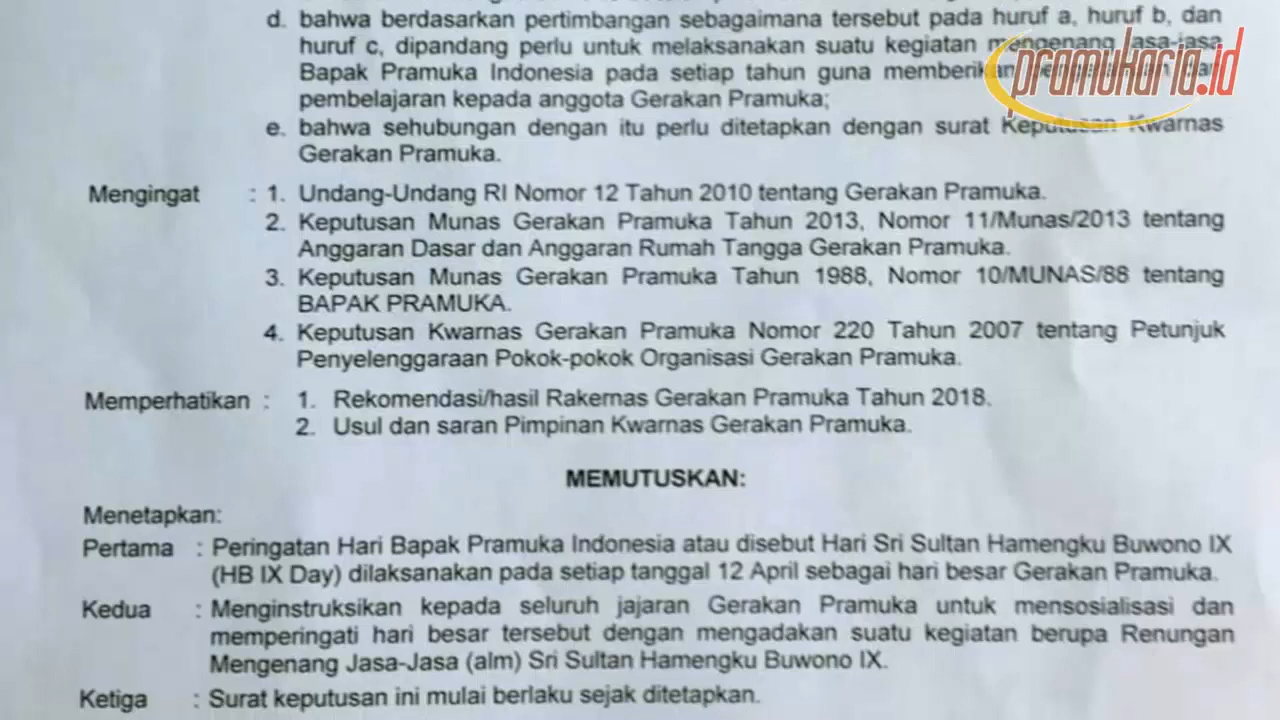 d. bahwa berdasarkan pertimbangan sebagaimana tersebut pada huruf a, huruf b, dan
huruf c, dipandang perlu untuk melaksanakan suatu kegiatan mengenang jasa-jasa
Bapak Pramuka Indonesia pada setiap tahun guna memberikan
pembelajaran kepada anggota Gerakan Pramuka;
pramukaria.id
e. bahwa sehubungan dengan itu perlu ditetapkan dengan surat Keputusan Kwarnas
Gerakan Pramuka.
Mengingat : 1. Undang-Undang RI Nomor 12 Tahun 2010 tentang Gerakan Pramuka.
2. Keputusan Munas Gerakan Pramuka Tahun 2013, Nomor 11/Munas/2013 tentang
Anggaran Dasar dan Anggaran Rumah Tangga Gerakan Pramuka.
3. Keputusan Munas Gerakan Pramuka Tahun 1988, Nomor 10/MUNAS/88 tentang
BAPAK PRAMUKA.
4. Keputusan Kwarnas Gerakan Pramuka Nomor 220 Tahun 2007 tentang Petunjuk
Penyelenggaraan Pokok-pokok Organisasi Gerakan Pramuka.
Memperhatikan : 1. Rekomendasi/hasil Rakernas Gerakan Pramuka Tahun 2018.
2. Usul dan saran Pimpinan Kwarnas Gerakan Pramuka.
MEMUTUSKAN:
Menetapkan:
Pertama : Peringatan Hari Bapak Pramuka Indonesia atau disebut Hari Sri Sultan Hamengku Buwono IX
(HB IX Day) dilaksanakan pada setiap tanggal 12 April sebagai hari besar Gerakan Pramuka.
Kedua : Menginstruksikan kepada seluruh jajaran Gerakan Pramuka untuk mensosialisasi dan
memperingati hari besar tersebut dengan mengadakan suatu kegiatan berupa Renungan
Mengenang Jasa-Jasa (alm) Sri Sultan Hamengku Buwono IX.
Ketiga : Surat keputusan ini mulai berlaku sejak ditetapkan.